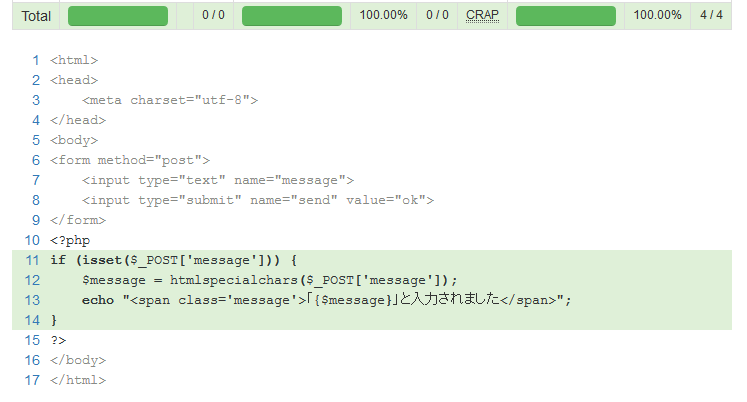 Total 0 / 0 100.00% 0 / 0 CRAP 100.00% 4 / 4
1 <html>
2 <head>
3     <meta charset="utf-8">
4 </head>
5 <body>
6 <form method="post">
7     <input type="text" name="message">
8     <input type="submit" name="send" value="ok">
9 </form>
10 <?php
11 if (isset($_POST['message'])) {
12     $message = htmlspecialchars($_POST['message']);
13     echo "<span class='message'>「{$message}」と入力されました</span>";
14 }
15 ?>
16 </body>
17 </html>